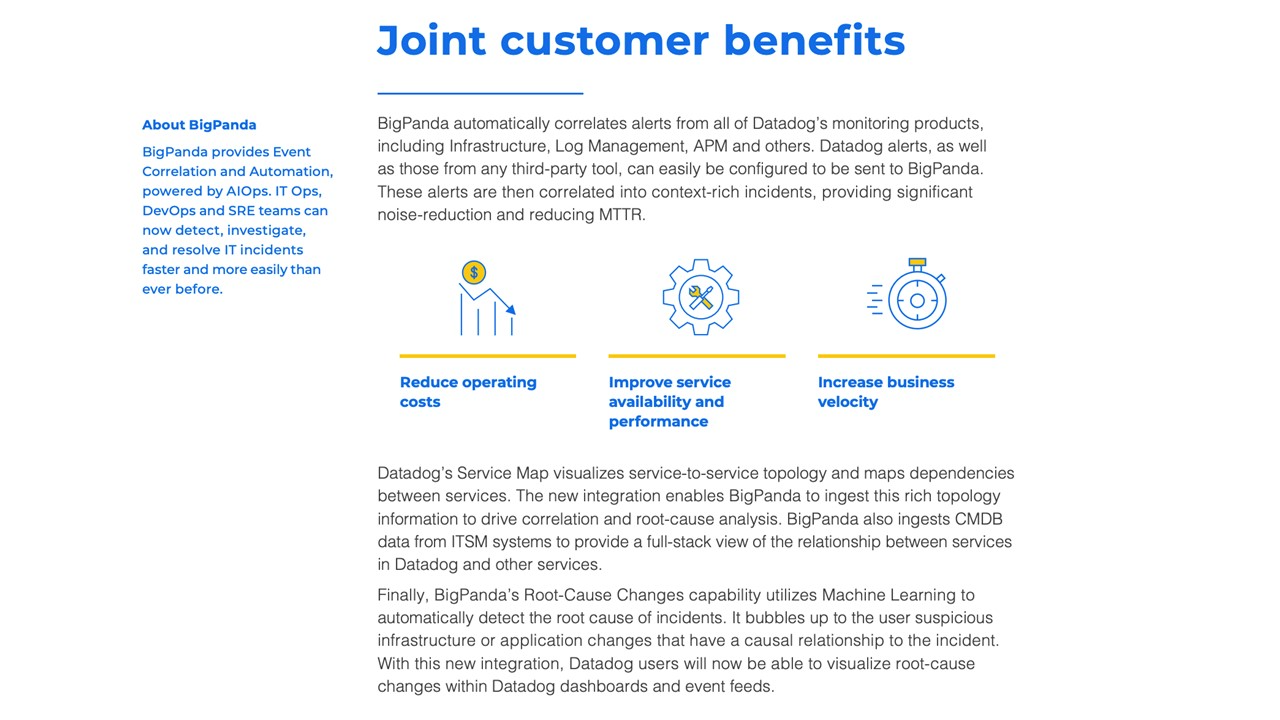 Joint customer benefits
About BigPanda
BigPanda provides Event
Correlation and Automation,
powered by AIOps. IT Ops,
DevOps and SRE teams can
now detect, investigate,
and resolve IT incidents
faster and more easily than
ever before.
BigPanda automatically correlates alerts from all of Datadog’s monitoring products,
including Infrastructure, Log Management, APM and others. Datadog alerts, as well
as those from any third-party tool, can easily be configured to be sent to BigPanda.
These alerts are then correlated into context-rich incidents, providing significant
noise-reduction and reducing MTTR.
$
Reduce operating
costs
Improve service
availability and
performance
Increase business
velocity
Datadog’s Service Map visualizes service-to-service topology and maps dependencies
between services. The new integration enables BigPanda to ingest this rich topology
information to drive correlation and root-cause analysis. BigPanda also ingests CMDB
data from ITSM systems to provide a full-stack view of the relationship between services
in Datadog and other services.
Finally, BigPanda’s Root-Cause Changes capability utilizes Machine Learning to
automatically detect the root cause of incidents. It bubbles up to the user suspicious
infrastructure or application changes that have a causal relationship to the incident.
With this new integration, Datadog users will now be able to visualize root-cause
changes within Datadog dashboards and event feeds.